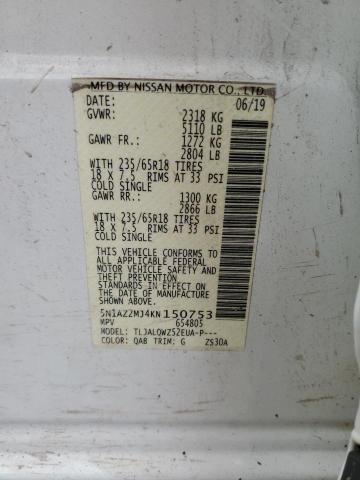 MFD BY NISSAN MOTOR CO., LTD.
DATE: 06/19
GVWR: 2318 KG
5110 LB
GAWR FR.: 1272 KG
2804 LB
WITH 235/65R18 TIRES
18 X 7.5 RIMS AT 33 PSI
COLD SINGLE
GAWR RR.: 1300 KG
2866 LB
WITH 235/65R18 TIRES
18 X 7.5 RIMS AT 33 PSI
COLD SINGLE
THIS VEHICLE CONFORMS TO
ALL APPLICABLE FEDERAL
MOTOR VEHICLE SAFETY AND
THEFT PREVENTION
STANDARDS IN EFFECT ON
THE DATE OF MANUFACTURE
SHOWN ABOVE.
5N1AZ2MJ4KN150753
MPV 654805
MODEL: TLJALQWZ52EUA-P---
COLOR: QAB TRIM: G ZS30A